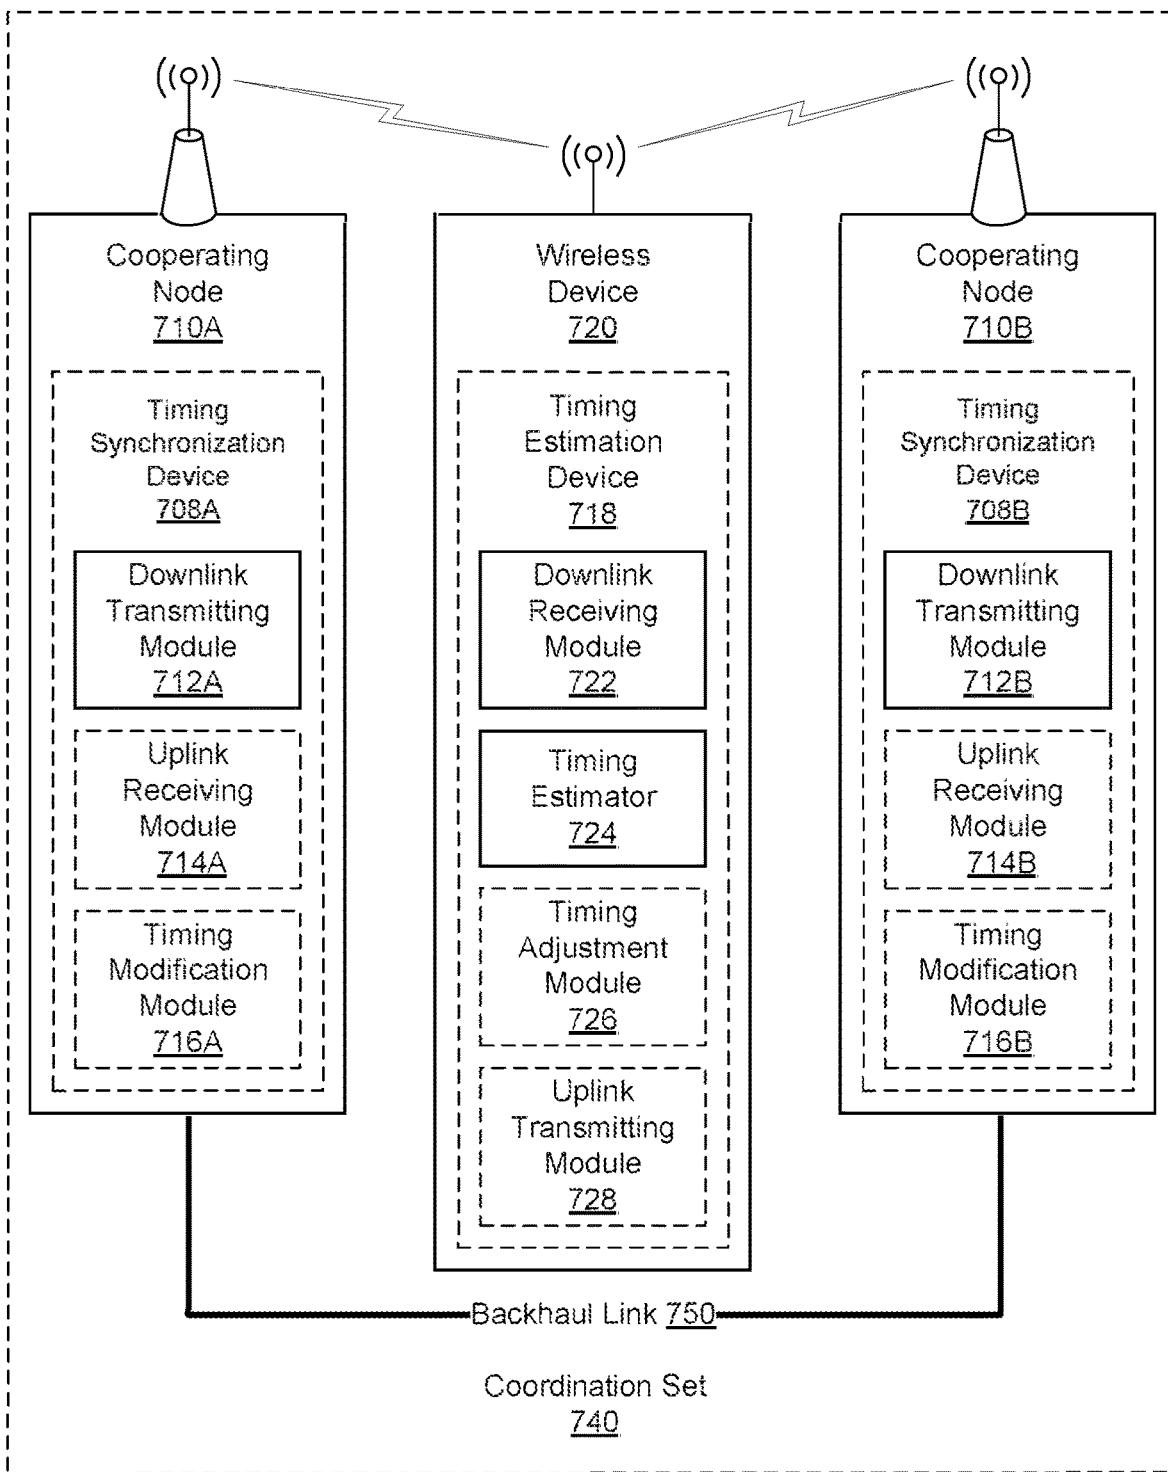 Cooperating
Node
710A
Timing
Synchronization
Device
708A
Downlink
Transmitting
Module
712A
Uplink
Receiving
Module
714A
Timing
Modification
Module
716A
Wireless
Device
720
Timing
Estimation
Device
718
Downlink
Receiving
Module
722
Timing
Estimator
724
Timing
Adjustment
Module
726
Uplink
Transmitting
Module
728
Cooperating
Node
710B
Timing
Synchronization
Device
708B
Downlink
Transmitting
Module
712B
Uplink
Receiving
Module
714B
Timing
Modification
Module
716B
Backhaul Link 750
Coordination Set
740